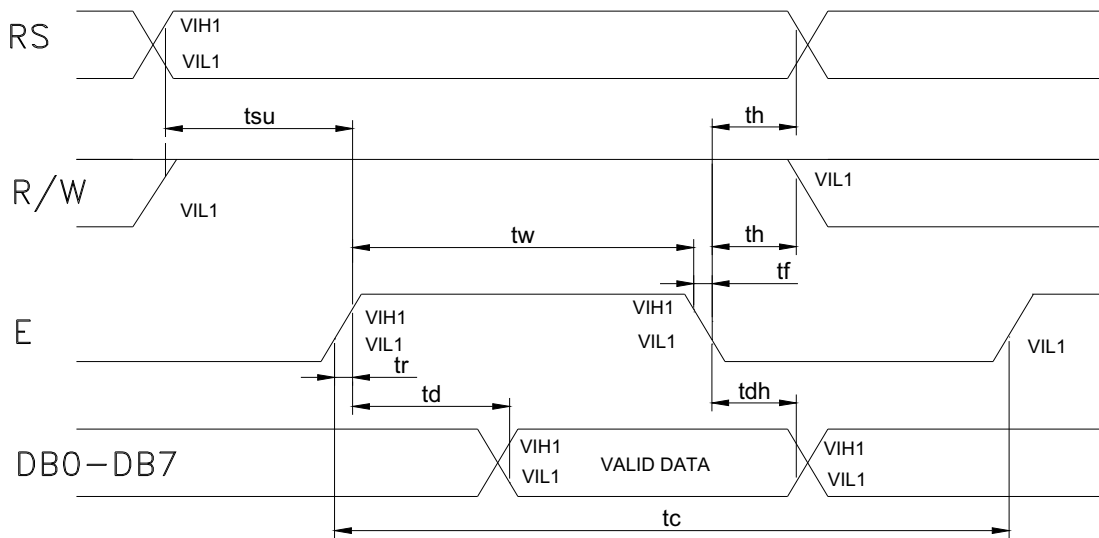 RS
VIH1
VIL1
tsu
th
R/W
VIL1
VIL1
tw
th
tf
E
VIH1
VIL1
VIH1
VIL1
VIL1
tr
td
tdh
DB0-DB7
VIH1
VIL1
VALID DATA
VIH1
VIL1
tc